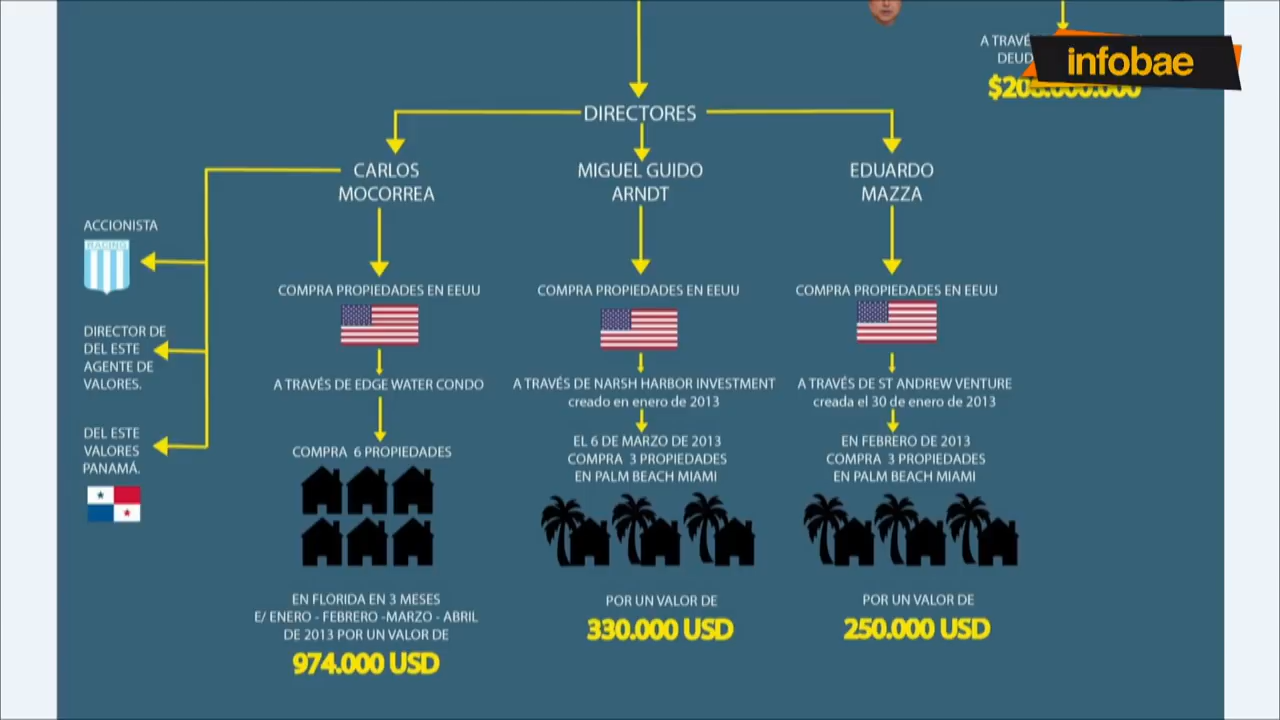 A TRAVÉ
DEUD
infobae
DIRECTORES
CARLOS
MOCORREA
MIGUEL GUIDO
ARNDT
EDUARDO
MAZZA
ACCIONISTA
RACING
DIRECTOR DE
DEL ESTE
AGENTE DE
VALORES.
DEL ESTE
VALORES
PANAMÁ.
COMPRA PROPIEDADES EN EEUU
A TRAVÉS DE EDGE WATER CONDO
COMPRA 6 PROPIEDADES
EN FLORIDA EN 3 MESES
E/ ENERO - FEBRERO -MARZO - ABRIL
DE 2013 POR UN VALOR DE
974.000 USD
COMPRA PROPIEDADES EN EEUU
A TRAVÉS DE NARSH HARBOR INVESTMENT
creado en enero de 2013
EL 6 DE MARZO DE 2013
COMPRA 3 PROPIEDADES
EN PALM BEACH MIAMI
POR UN VALOR DE
330.000 USD
COMPRA PROPIEDADES EN EEUU
A TRAVÉS DE ST ANDREW VENTURE
creada el 30 de enero de 2013
EN FEBRERO DE 2013
COMPRA 3 PROPIEDADES
EN PALM BEACH MIAMI
POR UN VALOR DE
250.000 USD